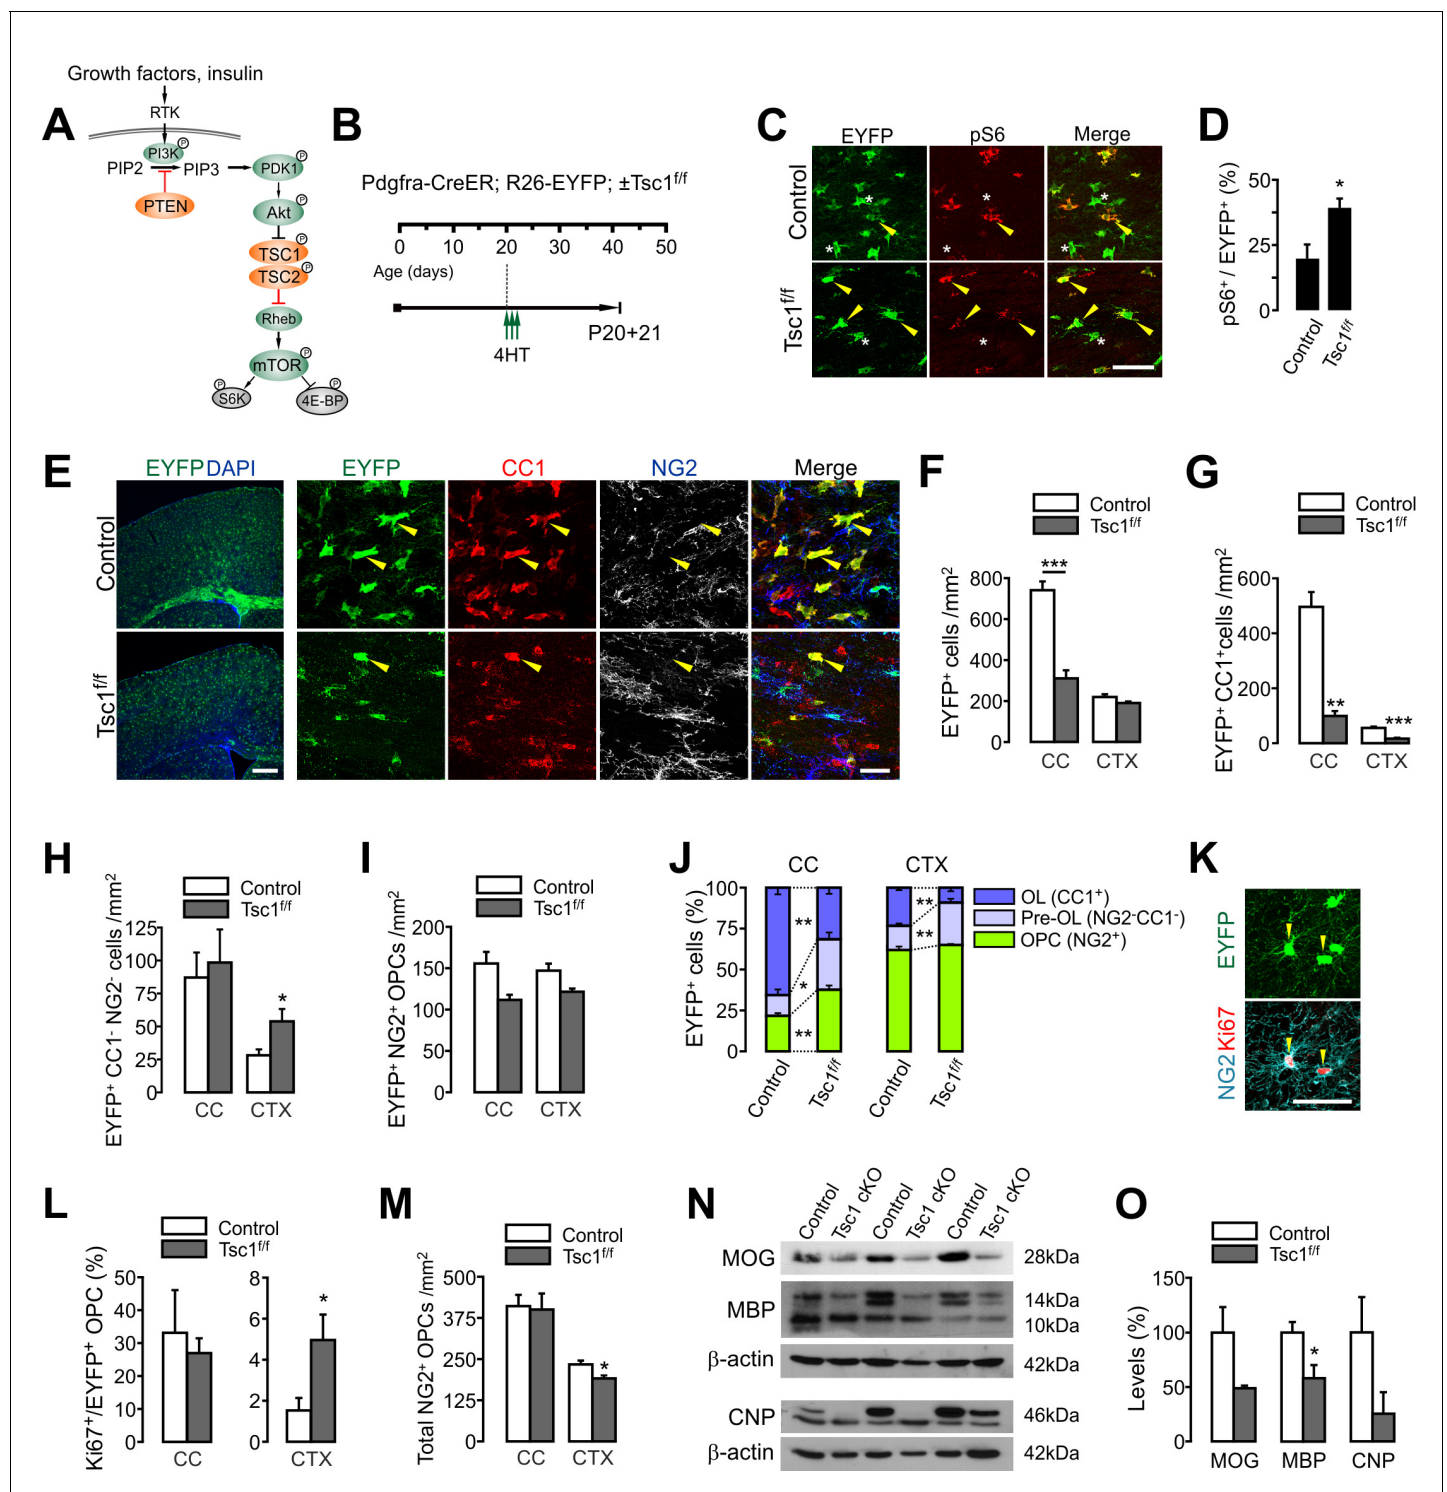 A
Growth factors, insulin
RTK
PI3K
P
PIP2
PIP3
PDK1
P
PTEN
Akt
P
TSC1
P
TSC2
P
Rheb
mTOR
P
P
S6K
P
4E-BP
B
Pdgfra-CreER; R26-EYFP; ±Tsc1f/f
0 10 20 30 40 50
Age (days)
4HT
P20+21
C
EYFP pS6 Merge
Control
* * *
* * *
Tsc1f/f
* * *
D
pS6+ / EYFP+ (%)
50
25
0
*
Control
Tsc1f/f
E
EYFP DAPI
EYFP CC1 NG2 Merge
Control
Tsc1f/f
F
Control
Tsc1f/f
EYFP+ cells /mm2
800
600
400
200
0
***
CC CTX
G
Control
Tsc1f/f
EYFP+ CC1+cells /mm2
600
400
200
0
**
***
CC CTX
H
Control
Tsc1f/f
EYFP+ CC1- NG2- cells /mm2
125
100
75
50
25
0
*
CC CTX
I
Control
Tsc1f/f
EYFP+ NG2+ OPCs /mm2
200
150
100
50
0
CC CTX
J
CC CTX
EYFP+ cells (%)
100
75
50
25
0
**
*
**
**
**
Control
Tsc1f/f
Control
Tsc1f/f
OL (CC1+)
Pre-OL (NG2-CC1-)
OPC (NG2+)
K
EYFP
NG2 Ki67
L
Control
Tsc1f/f
Ki67+/EYFP+ OPC (%)
50
40
30
20
10
0
CC
8
6
4
2
0
*
CTX
M
Control
Tsc1f/f
Total NG2+ OPCs /mm2
500
375
250
125
0
*
CC CTX
N
Control Tsc1 cKO Control Tsc1 cKO Control Tsc1 cKO
MOG 28kDa
MBP 14kDa
10kDa
β-actin 42kDa
CNP 46kDa
β-actin 42kDa
O
Control
Tsc1f/f
Levels (%)
150
100
50
0
*
MOG MBP CNP